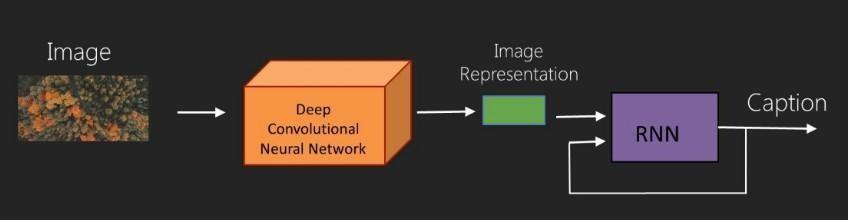 Image
Deep
Convolutional
Neural Network
Image
Representation
RNN
Caption